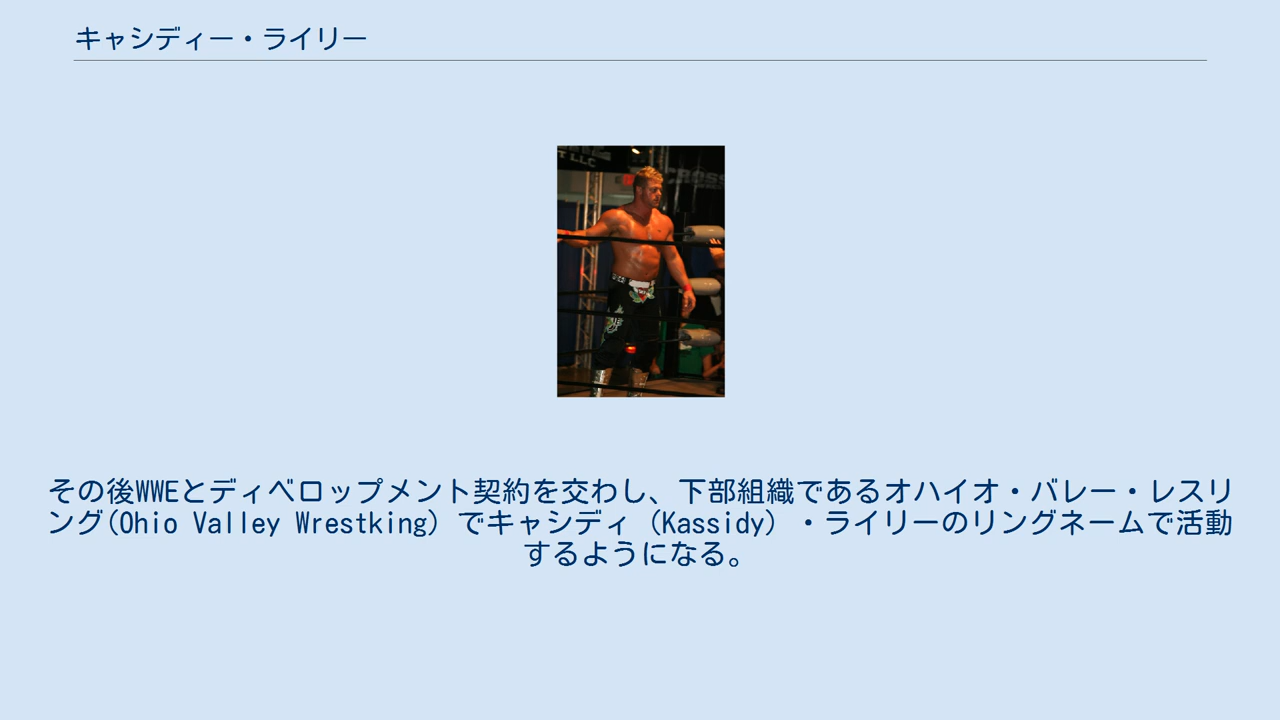 キャシディー・ライリー
T LLC
CROSS
その後WWEとディベロップメント契約を交わし、下部組織であるオハイオ・バレー・レスリ
ング(Ohio Valley Wrestking) でキャシディ (Kassidy) ・ライリーのリングネームで活動
するようになる。